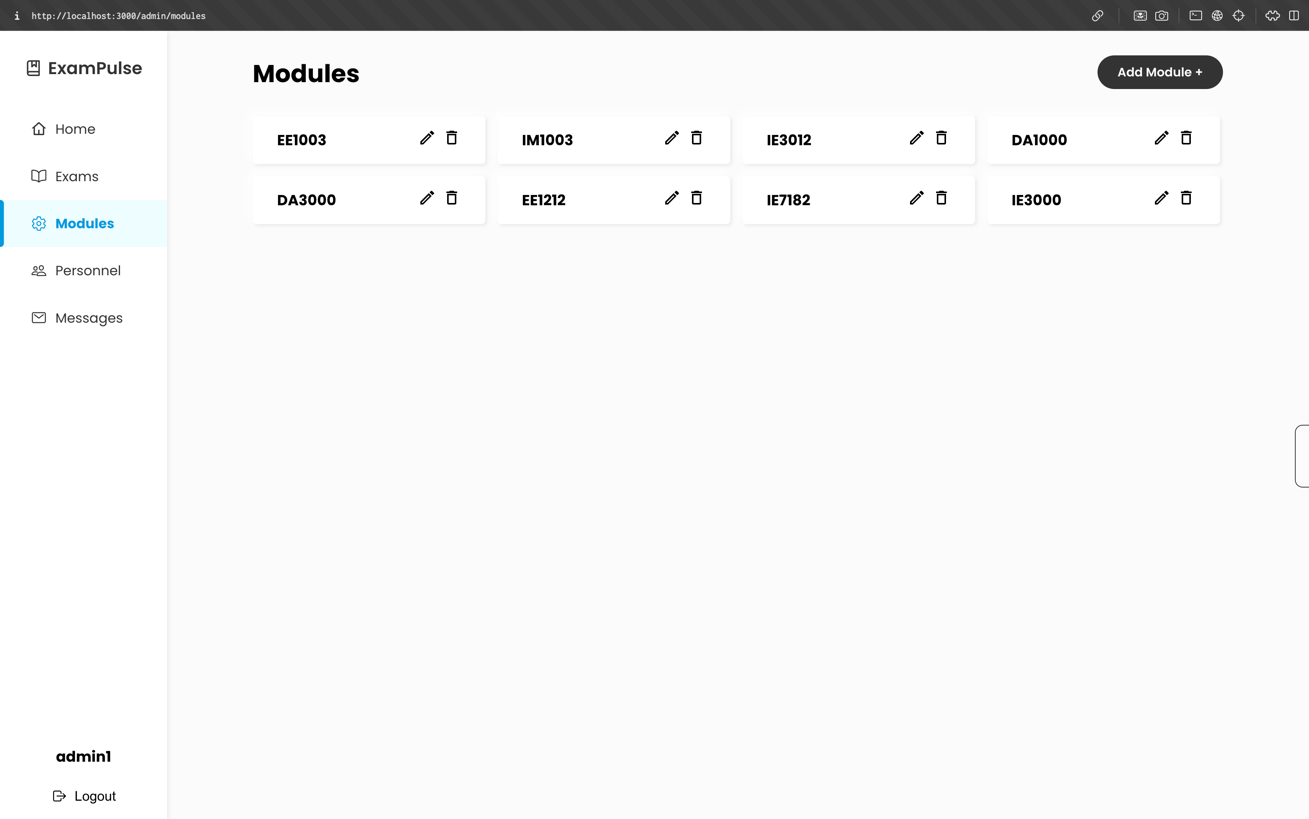 http://localhost:3000/admin/modules
ExamPulse
Home
Exams
Modules
Personnel
Messages
admin1
Logout
Modules
Add Module +
EE1003
IM1003
IE3012
DA1000
DA3000
EE1212
IE7182
IE3000